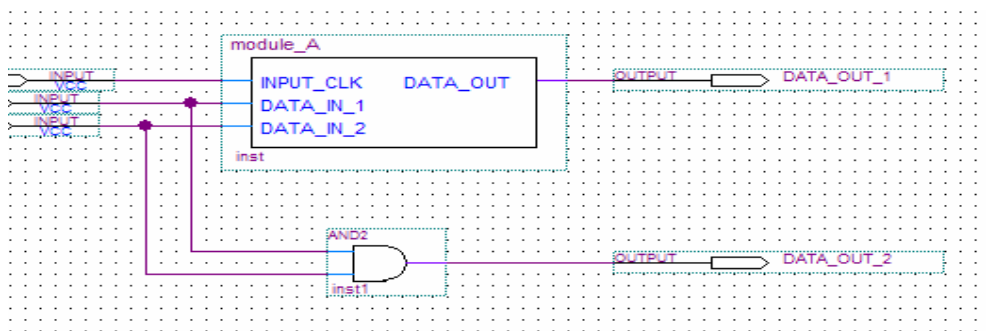 module_A
INPUT
VCC
INPUT_CLK DATA_OUT
OUTPUT DATA_OUT_1
INPUT
VCC
DATA_IN_1
INPUT
VCC
DATA_IN_2
inst
AND2
inst1
OUTPUT DATA_OUT_2